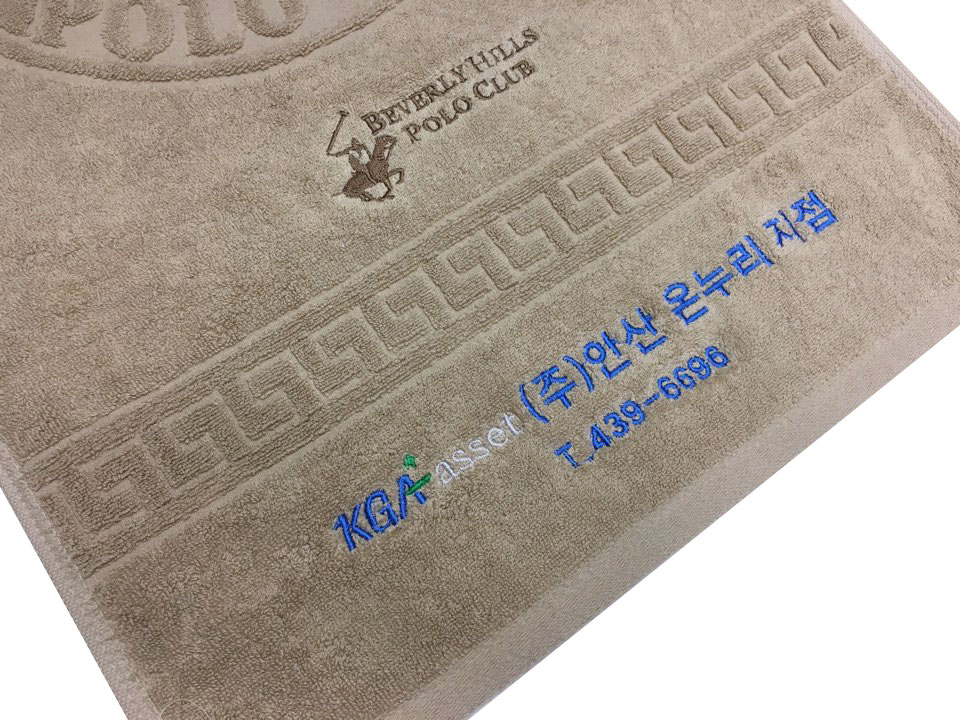 POLO
BEVERLY HILLS
POLO CLUB
KGA asset (주)안산 온누리 지점
T.439-6696